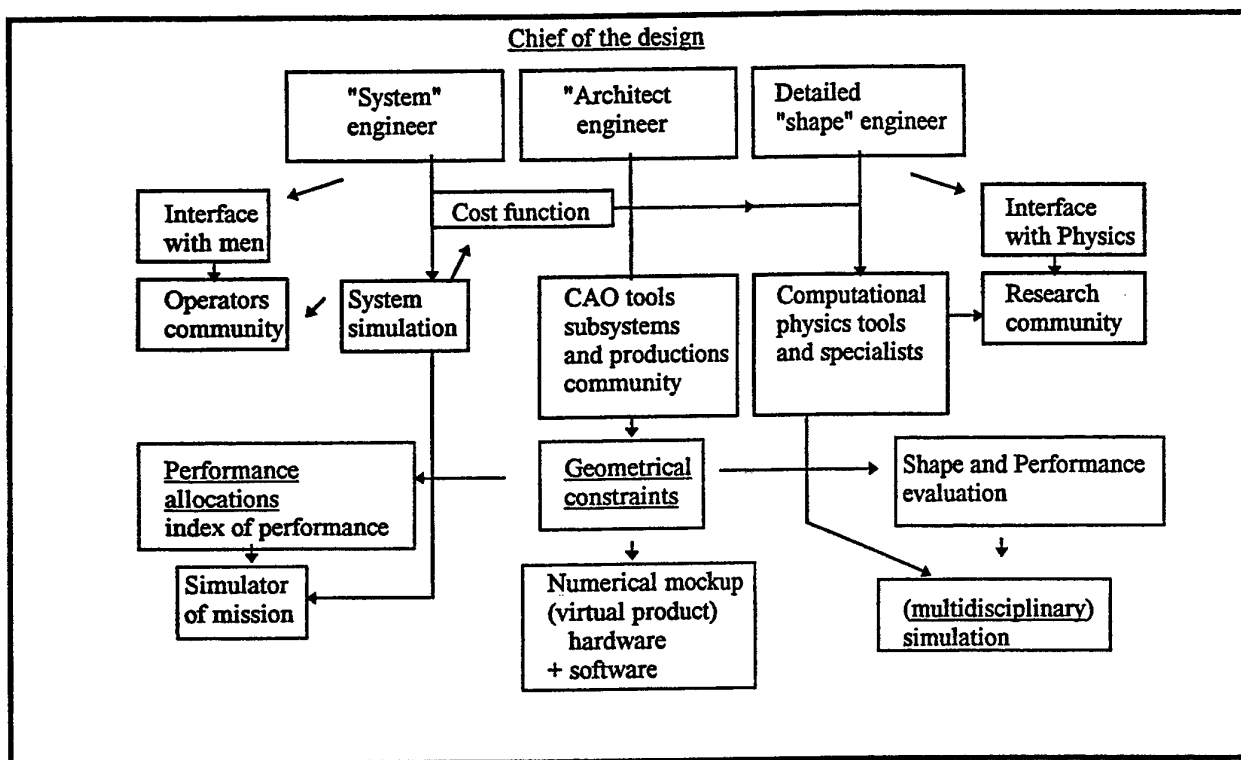 Chief of the design
"System"
engineer
"Architect
engineer
Detailed
"shape" engineer
Interface
with men
Cost function
Interface
with Physics
Operators
community
System
simulation
CAO tools
subsystems
and productions
community
Computational
physics tools
and specialists
Research
community
Performance
allocations
index of performance
Geometrical
constraints
Shape and Performance
evaluation
Simulator
of mission
Numerical mockup
(virtual product)
hardware
+ software
(multidisciplinary)
simulation